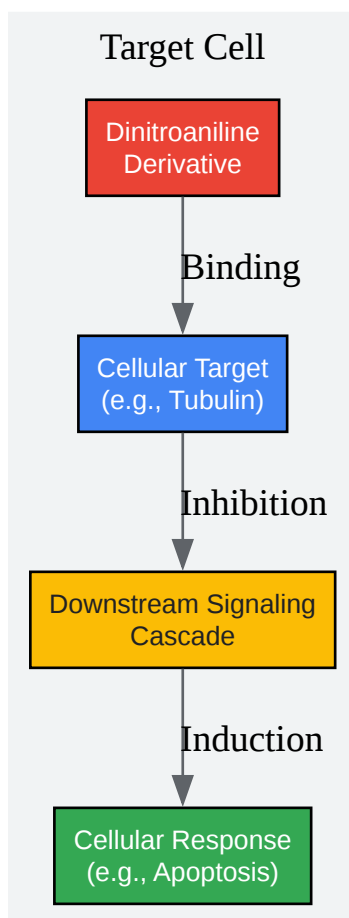 Target Cell
Dinitroaniline
Derivative
Binding
Cellular Target
(e.g., Tubulin)
Inhibition
Downstream Signaling
Cascade
Induction
Cellular Response
(e.g., Apoptosis)